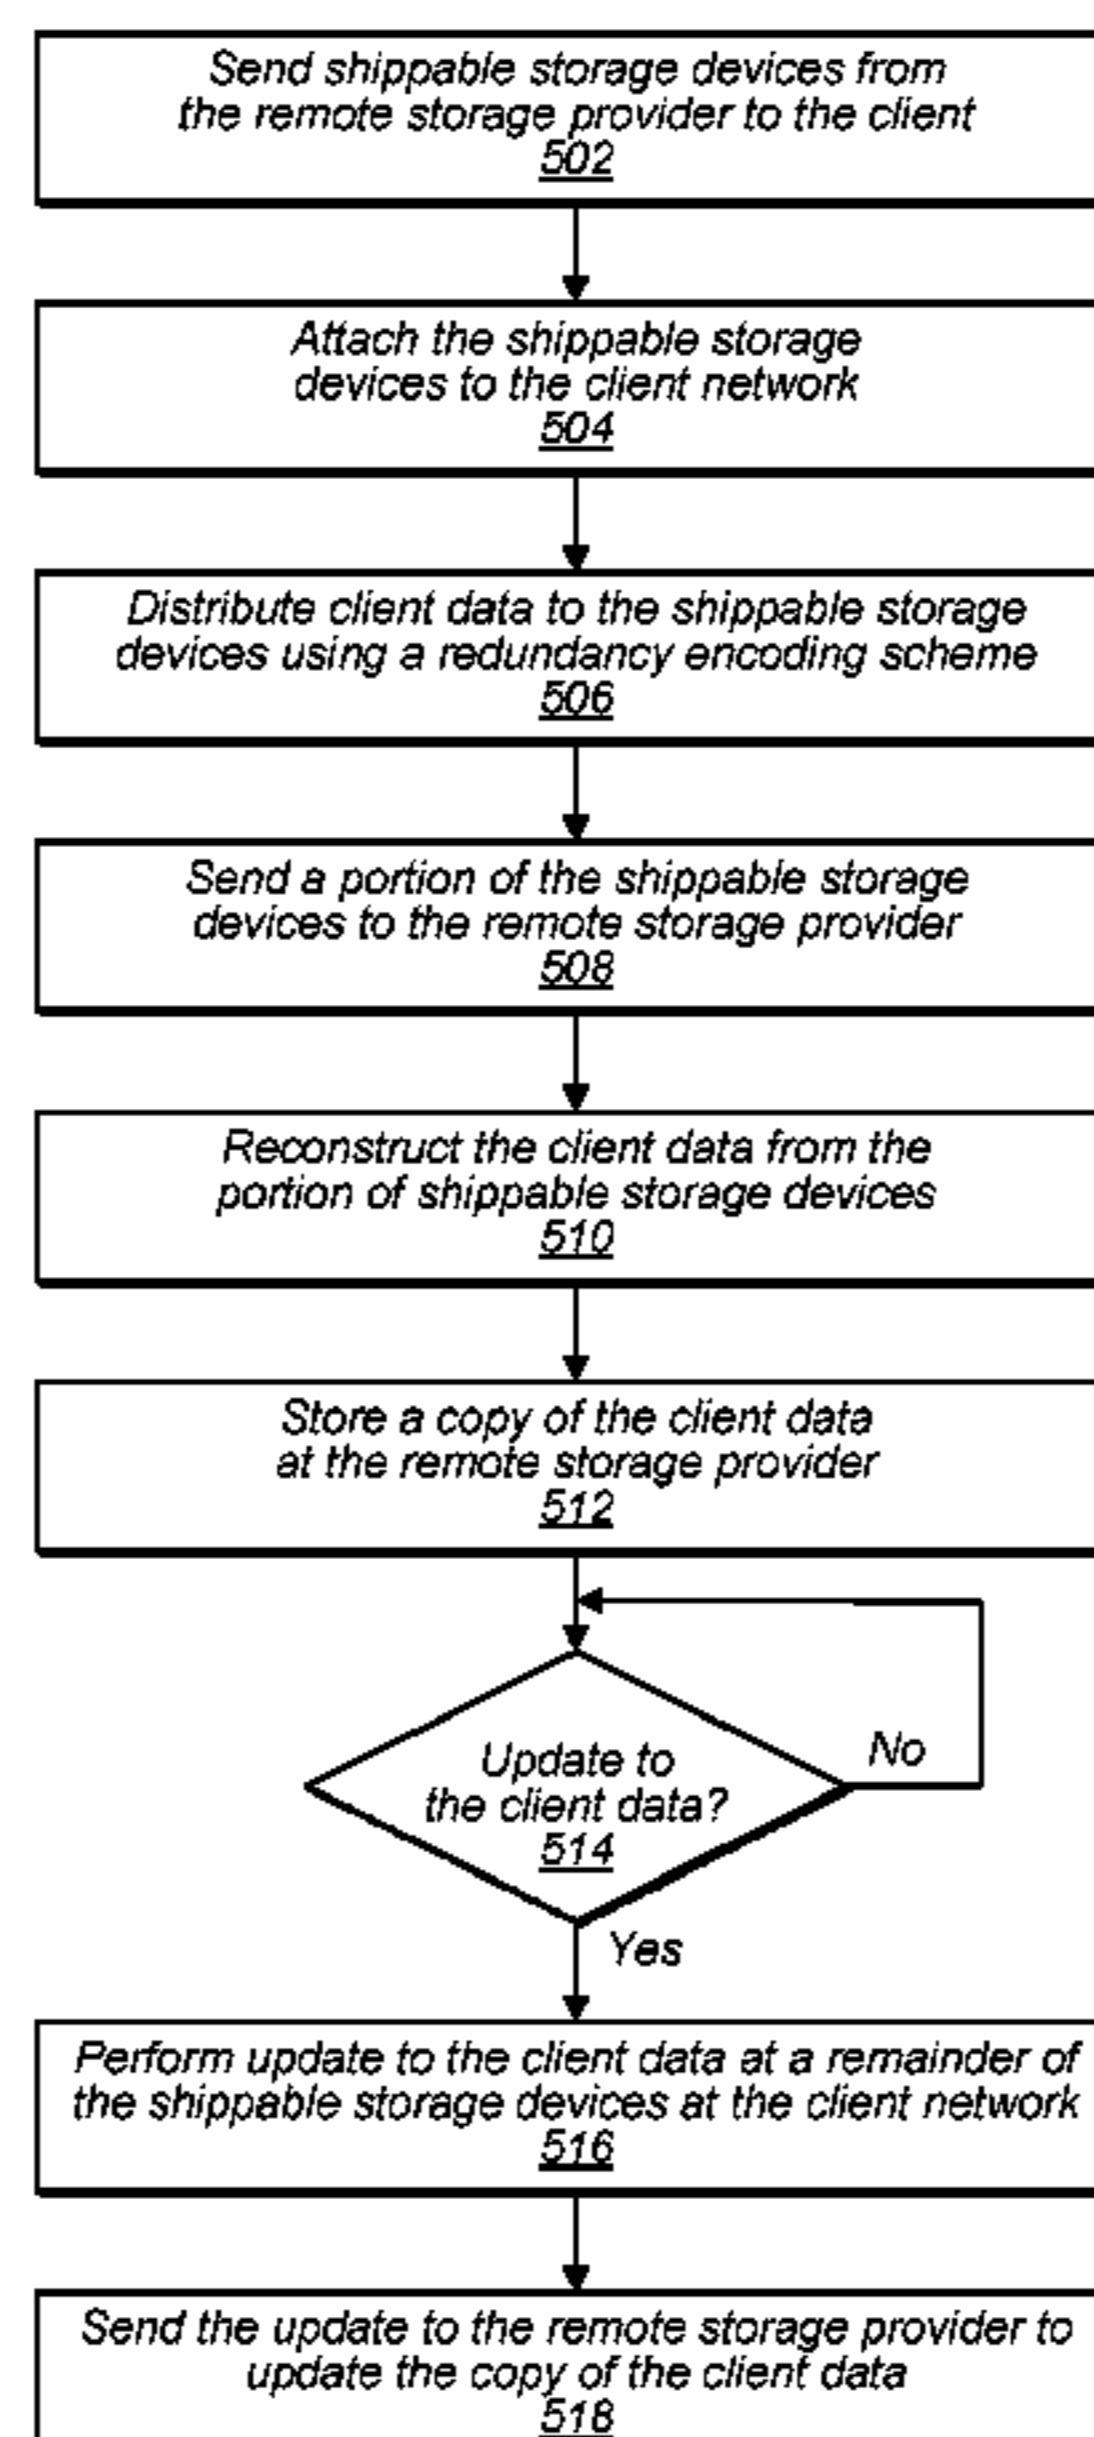 Send shippable storage devices from
the remote storage provider to the client
502
Attach the shippable storage
devices to the client network
504
Distribute client data to the shippable storage
devices using a redundancy encoding scheme
506
Send a portion of the shippable storage
devices to the remote storage provider
508
Reconstruct the client data from the
portion of shippable storage devices
510
Store a copy of the client data
at the remote storage provider
512
Update to
the client data?
514
No
Yes
Perform update to the client data at a remainder of
the shippable storage devices at the client network
516
Send the update to the remote storage provider to
update the copy of the client data
518